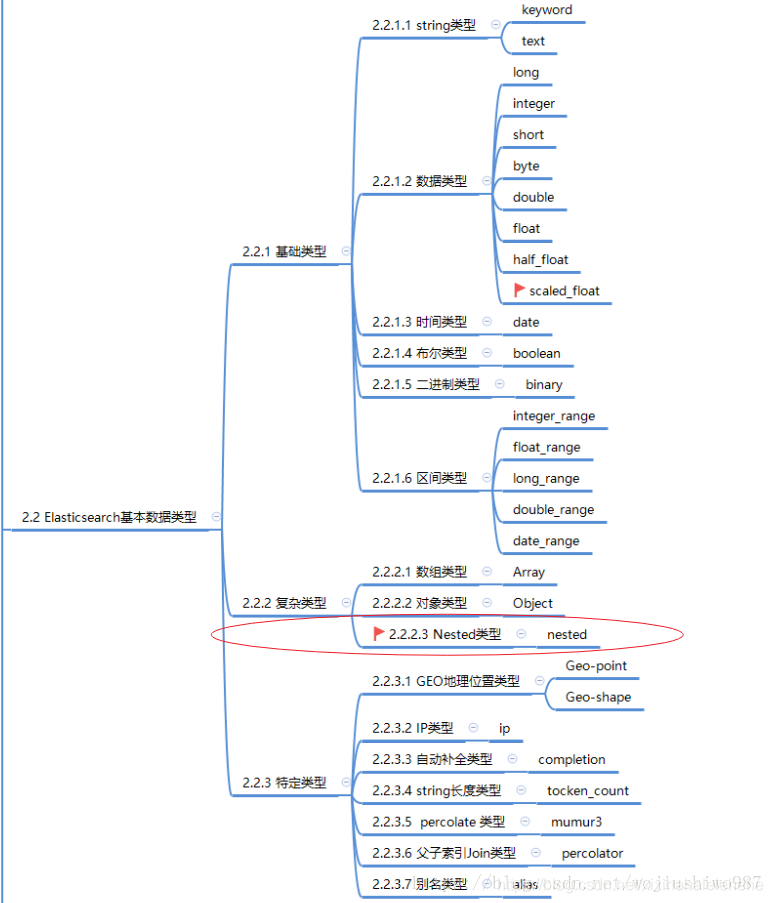 2.2 Elasticsearch基本数据类型
2.2.1 基础类型
2.2.1.1 string类型
keyword
text
2.2.1.2 数据类型
long
integer
short
byte
double
float
half_float
scaled_float
2.2.1.3 时间类型
date
2.2.1.4 布尔类型
boolean
2.2.1.5 二进制类型
binary
2.2.1.6 区间类型
integer_range
float_range
long_range
double_range
date_range
2.2.2 复杂类型
2.2.2.1 数组类型
Array
2.2.2.2 对象类型
Object
2.2.2.3 Nested类型
nested
2.2.3 特定类型
2.2.3.1 GEO地理位置类型
Geo-point
Geo-shape
2.2.3.2 IP类型
ip
2.2.3.3 自动补全类型
completion
2.2.3.4 string长度类型
tocken_count
2.2.3.5 percolate 类型
mumur3
2.2.3.6 父子索引Join类型
percolator
2.2.3.7 别名类型
alias